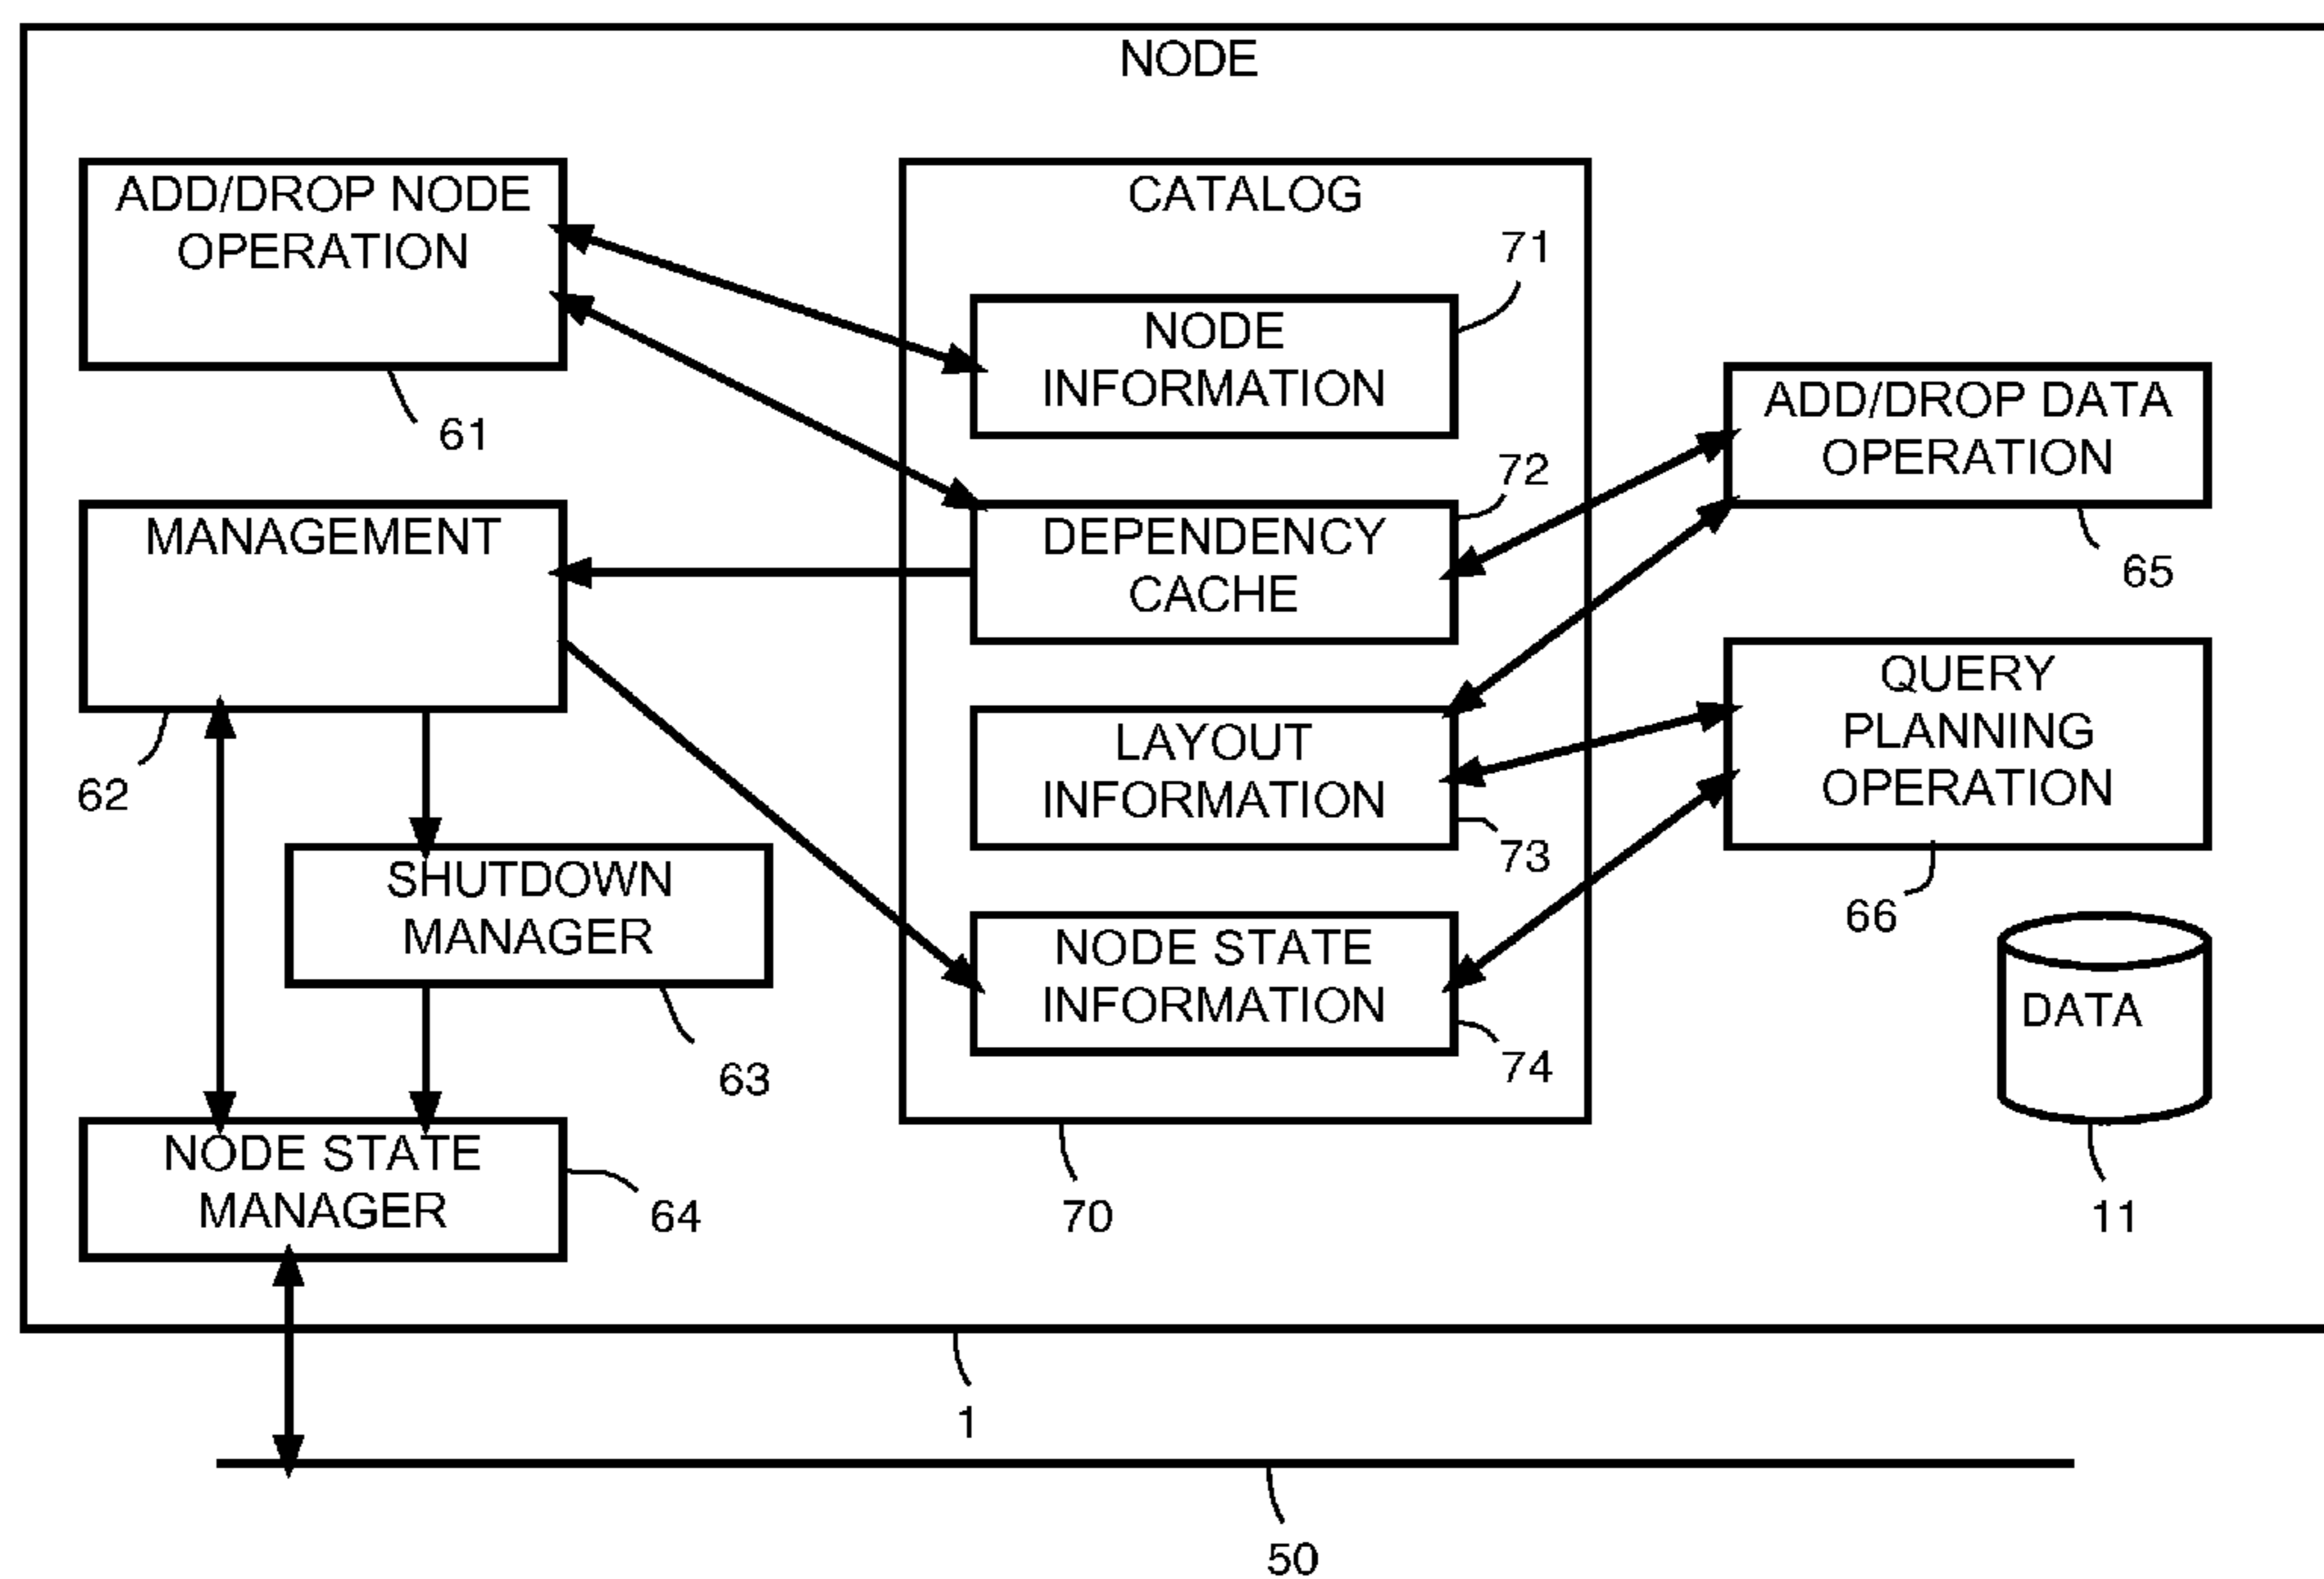 NODE
ADD/DROP NODE
OPERATION
61
MANAGEMENT
62
SHUTDOWN
MANAGER
63
NODE STATE
MANAGER
64
CATALOG
71
NODE
INFORMATION
72
DEPENDENCY
CACHE
LAYOUT
INFORMATION
73
NODE STATE
INFORMATION
74
70
ADD/DROP DATA
OPERATION
65
QUERY
PLANNING
OPERATION
66
DATA
11
1
50